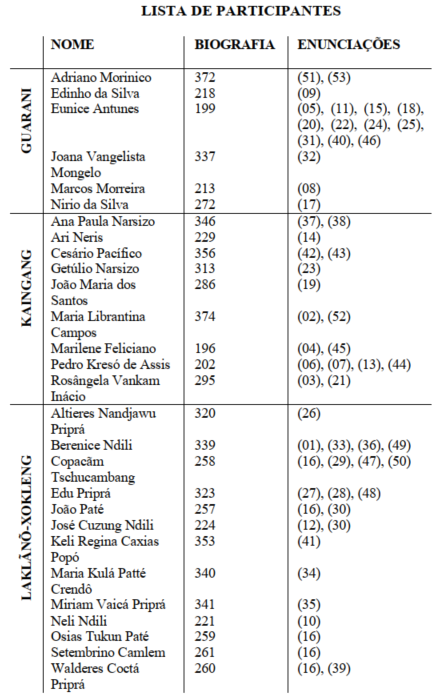 LISTA DE PARTICIPANTES
NOME BIOGRAFIA ENUNCIAÇÕES
GUARANI
Adriano Morinico 372 (51), (53)
Edinho da Silva 218 (09)
Eunice Antunes 199 (05), (11), (15), (18),
(20), (22), (24), (25),
(31), (40), (46)
Joana Vangelista 337 (32)
Mongelo
Marcos Morreira 213 (08)
Nirio da Silva 272 (17)
KAINGANG
Ana Paula Narsizo 346 (37), (38)
Ari Neris 229 (14)
Cesário Pacífico 356 (42), (43)
Getúlio Narsizo 313 (23)
João Maria dos 286 (19)
Santos
Maria Librantina 374 (02), (52)
Campos
Marilene Feliciano 196 (04), (45)
Pedro Kresó de Assis 202 (06), (07), (13), (44)
Rosângela Vankam 295 (03), (21)
Inácio
LAKLÃNÕ-XOKLENG
Altieres Nandjawu 320 (26)
Priprá
Berenice Ndili 339 (01), (33), (36), (49)
Copacãm 258 (16), (29), (47), (50)
Tschucambang
Edu Priprá 323 (27), (28), (48)
João Paté 257 (16), (30)
José Cuzung Ndili 224 (12), (30)
Keli Regina Caxias 353 (41)
Popó
Maria Kulá Patté 340 (34)
Crendô
Miriam Vaicá Priprá 341 (35)
Neli Ndili 221 (10)
Osias Tukun Paté 259 (16)
Setembrino Camlem 261 (16)
Walderes Coctá 260 (16), (39)
Priprá